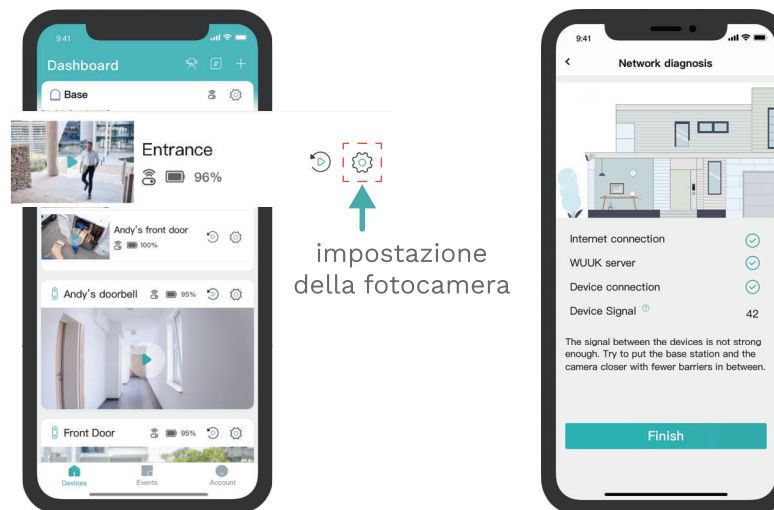 9:41
Dashboard
Base
Entrance
96%
Andy's front door
100%
Andy's doorbell 95%
Front Door 95%
Devices Events Account
impostazione
della fotocamera
9:41
Network diagnosis
Internet connection
WUUK server
Device connection
Device Signal ? 42
The signal between the devices is not strong
enough. Try to put the base station and the
camera closer with fewer barriers in between.
Finish